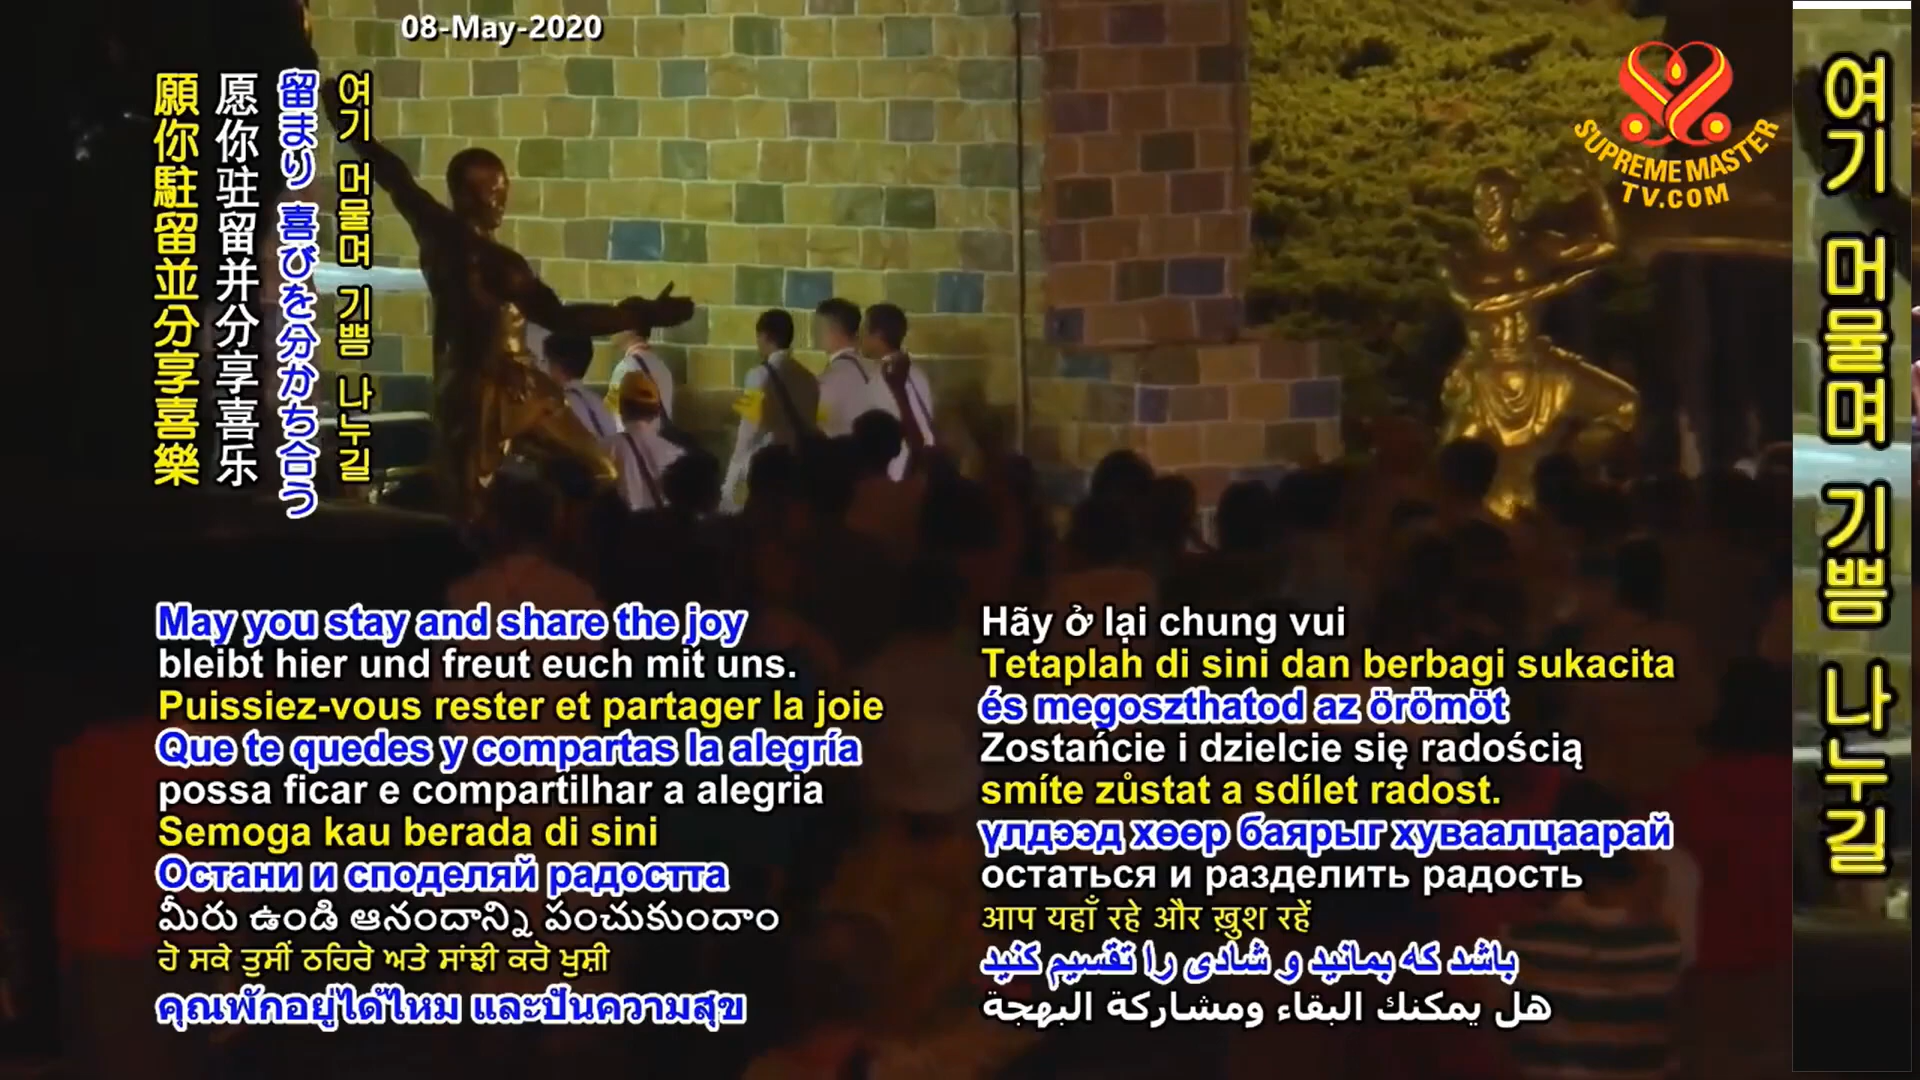 08-May-2020
SUPREME MASTER
TV.COM
願你駐留並分享喜樂
愿你驻留并分享喜乐
留まり 喜びを分かち合う
여기 머물며 기쁨 나누길
여기 머물며 기쁨 나누길
May you stay and share the joy
bleibt hier und freut euch mit uns.
Puissiez-vous rester et partager la joie
Que te quedes y compartas la alegría
possa ficar e compartilhar a alegria
Semoga kau berada di sini
Остани и споделяй радостта
మీరు ఉండి ఆనందాన్ని పంచుకుందాం
ਹੋ ਸਕੇ ਤੁਸੀਂ ਠਹਿਰੋ ਅਤੇ ਸਾਂਝੀ ਕਰੋ ਖੁਸ਼ੀ
คุณพักอยู่ได้ไหม และปันความสุข
Hãy ở lại chung vui
Tetaplah di sini dan berbagi sukacita
és megoszthatod az örömöt
Zostańcie i dzielcie się radością
smíte zůstat a sdílet radost.
үлдээд хөөр баярыг хуваалцаарай
остаться и разделить радость
आप यहाँ रहे और ख़ुश रहें
باشد که بمانید و شادی را تقسیم کنید
هل يمكنك البقاء ومشاركة البهجة